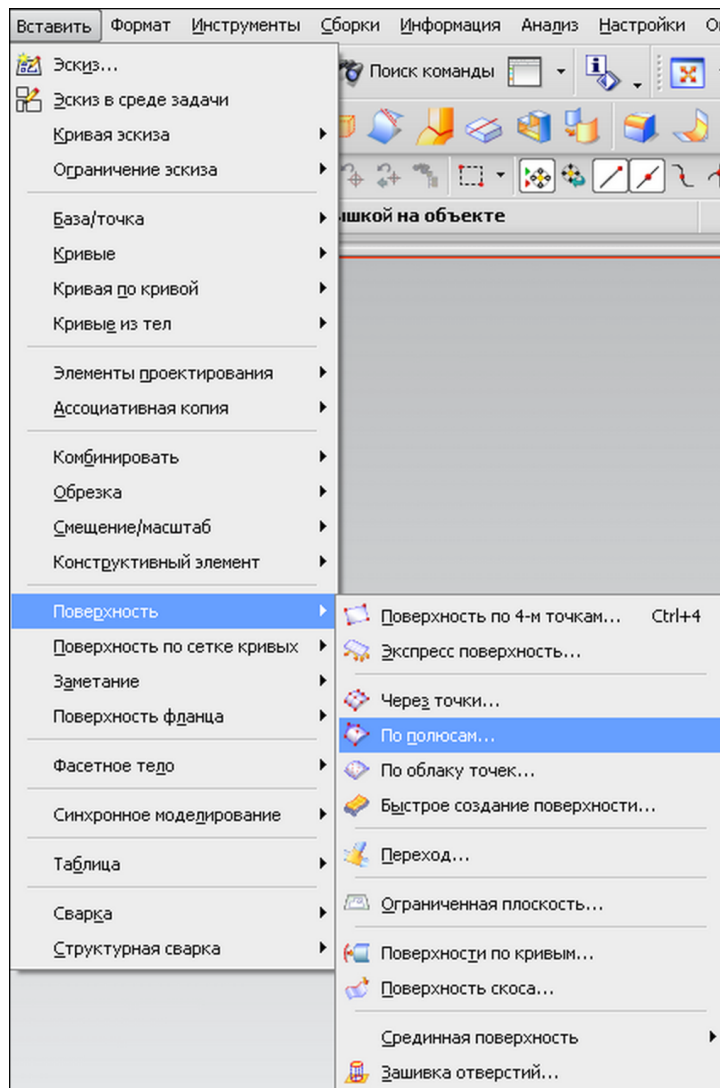 Вставить Формат Инструменты Сборки Информация Анализ Настройки
Эскиз...
Поиск команды
Эскиз в среде задачи
Кривая эскиза
Ограничение эскиза
База/точка
на объекте
Кривые
Кривая по кривой
Кривые из тел
Элементы проектирования
Ассоциативная копия
Комбинировать
Обрезка
Смещение/масштаб
Конструктивный элемент
Поверхность
Поверхность по сетке кривых
Заметание
Поверхность фланца
Фасетное тело
Синхронное моделирование
Таблица
Сварка
Структурная сварка
Поверхность по 4-м точкам... Ctrl+4
Экспресс поверхность...
Через точки...
По полюсам...
По облаку точек...
Быстрое создание поверхности...
Переход...
Ограниченная плоскость...
Поверхности по кривым...
Поверхность скоса...
Срединная поверхность
Зашивка отверстий...